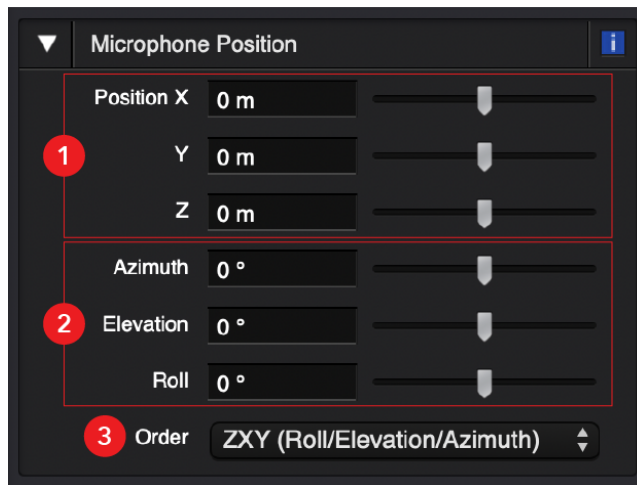 Microphone Position
i
Position X 0 m
1
Y 0 m
Z 0 m
Azimuth 0 °
2
Elevation 0 °
Roll 0 °
3
Order ZXY (Roll/Elevation/Azimuth)